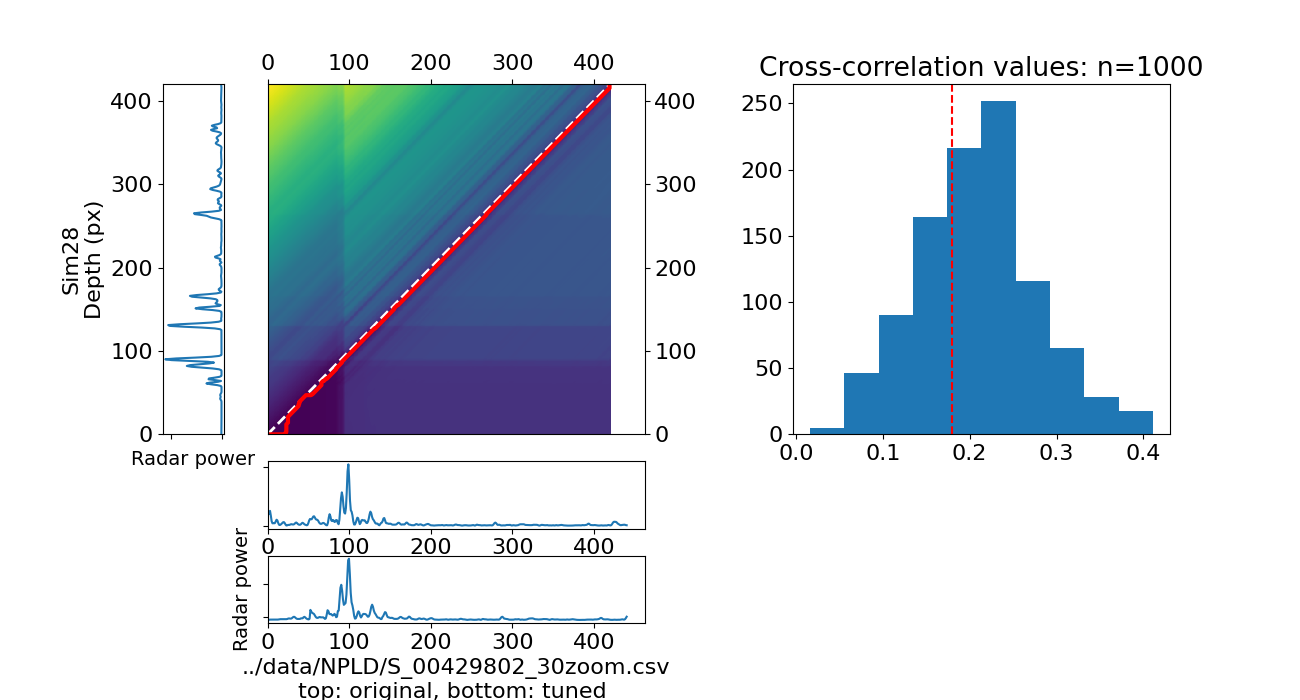 Cross-correlation values: n=1000
0 100 200 300 400
400
300
200
100
0
Sim28
Depth (px)
Radar power
400
300
200
100
0
250
200
150
100
50
0
0.0 0.1 0.2 0.3 0.4
0 100 200 300 400
Radar power
0 100 200 300 400
../data/NPLD/S_00429802_30zoom.csv
top: original, bottom: tuned